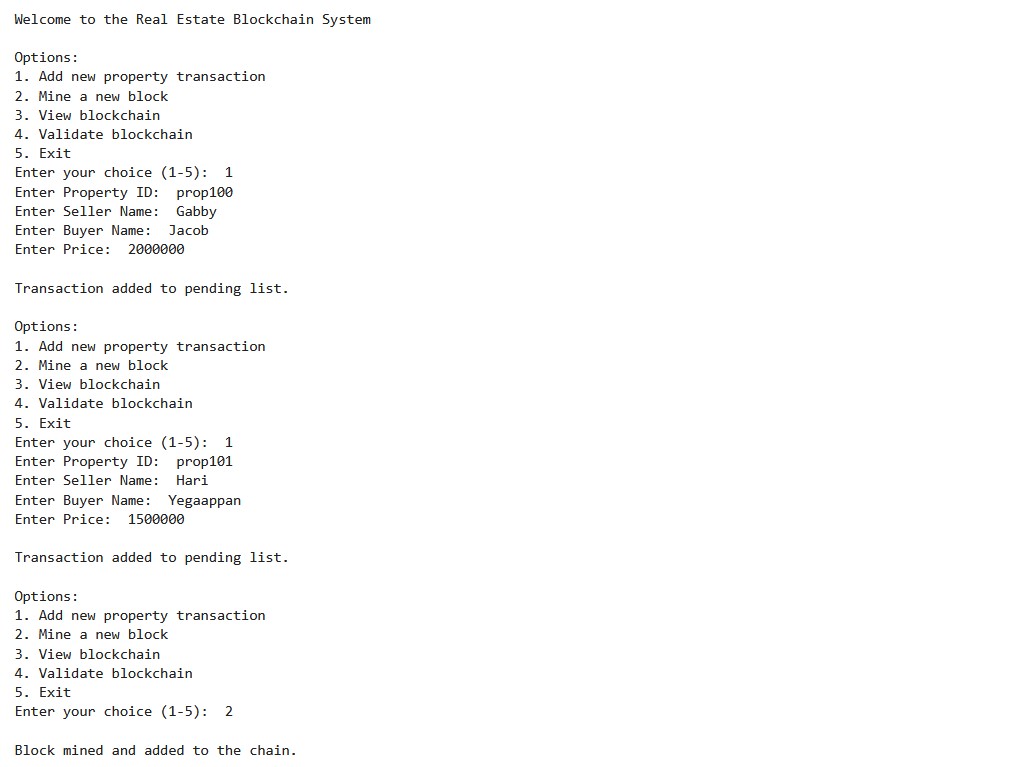 Welcome to the Real Estate Blockchain System
Options:
1. Add new property transaction
2. Mine a new block
3. View blockchain
4. Validate blockchain
5. Exit
Enter your choice (1-5):  1
Enter Property ID:  prop100
Enter Seller Name:  Gabby
Enter Buyer Name:  Jacob
Enter Price:  2000000
Transaction added to pending list.
Options:
1. Add new property transaction
2. Mine a new block
3. View blockchain
4. Validate blockchain
5. Exit
Enter your choice (1-5):  1
Enter Property ID:  prop101
Enter Seller Name:  Hari
Enter Buyer Name:  Yegaappan
Enter Price:  1500000
Transaction added to pending list.
Options:
1. Add new property transaction
2. Mine a new block
3. View blockchain
4. Validate blockchain
5. Exit
Enter your choice (1-5):  2
Block mined and added to the chain.